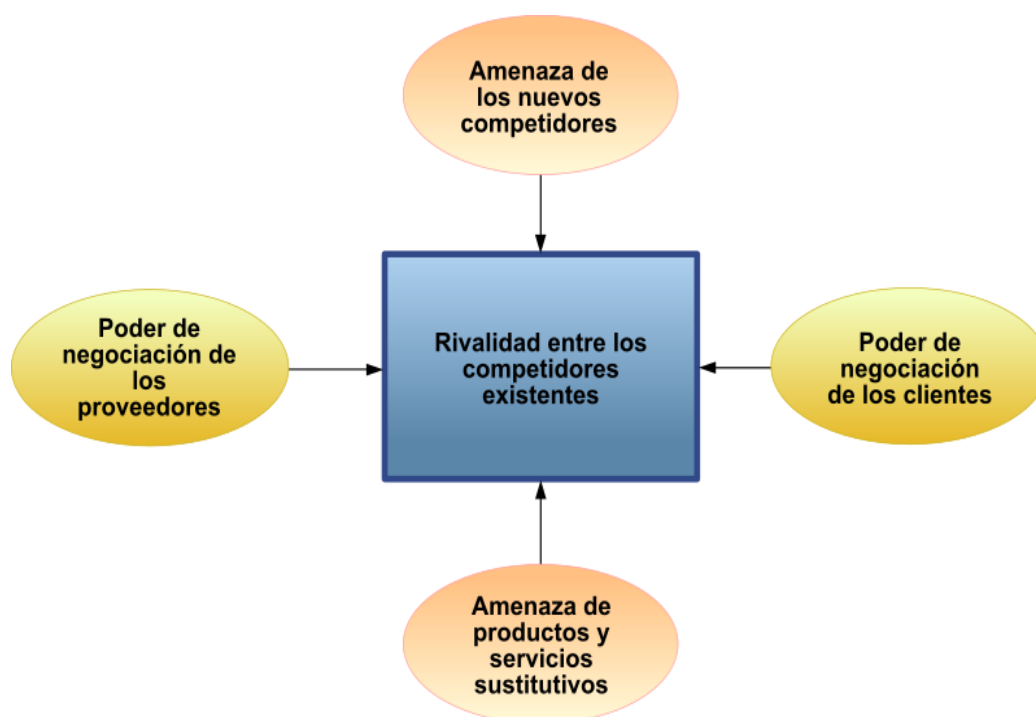 Amenaza de
los nuevos
competidores
Poder de
negociación de
los
proveedores
Rivalidad entre los
competidores
existentes
Poder de
negociación
de los clientes
Amenaza de
productos y
servicios
sustitutivos